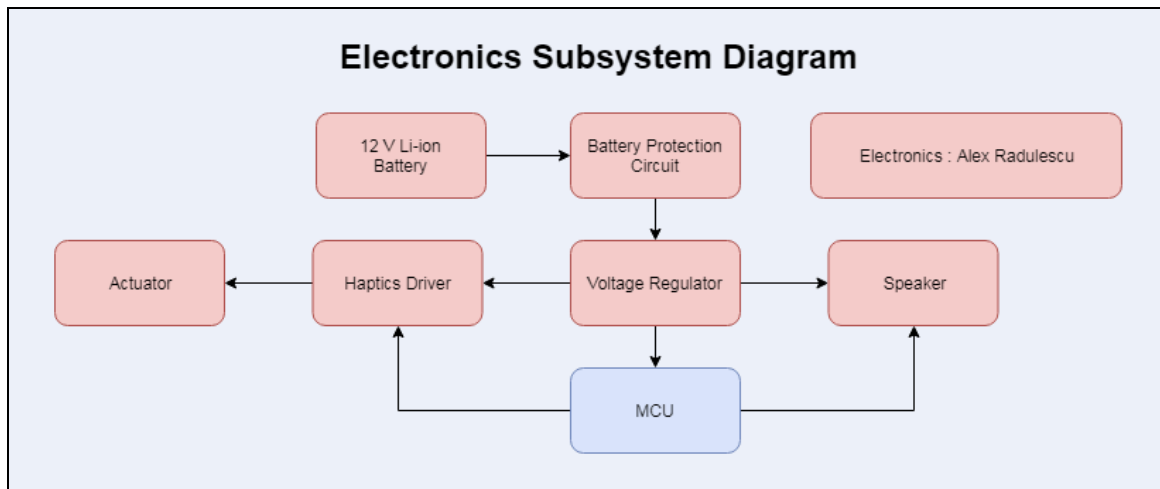 Electronics Subsystem Diagram
12 V Li-ion
Battery
Battery Protection
Circuit
Electronics : Alex Radulescu
Actuator
Haptics Driver
Voltage Regulator
Speaker
MCU